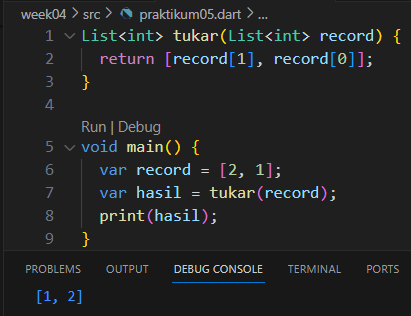 week04 > src > praktikum05.dart > ...
1 List<int> tukar(List<int> record) {
2 return [record[1], record[0]];
3 }
4
Run | Debug
5 void main() {
6 var record = [2, 1];
7 var hasil = tukar(record);
8 print(hasil);
9 }
PROBLEMS OUTPUT DEBUG CONSOLE TERMINAL PORTS
[1, 2]